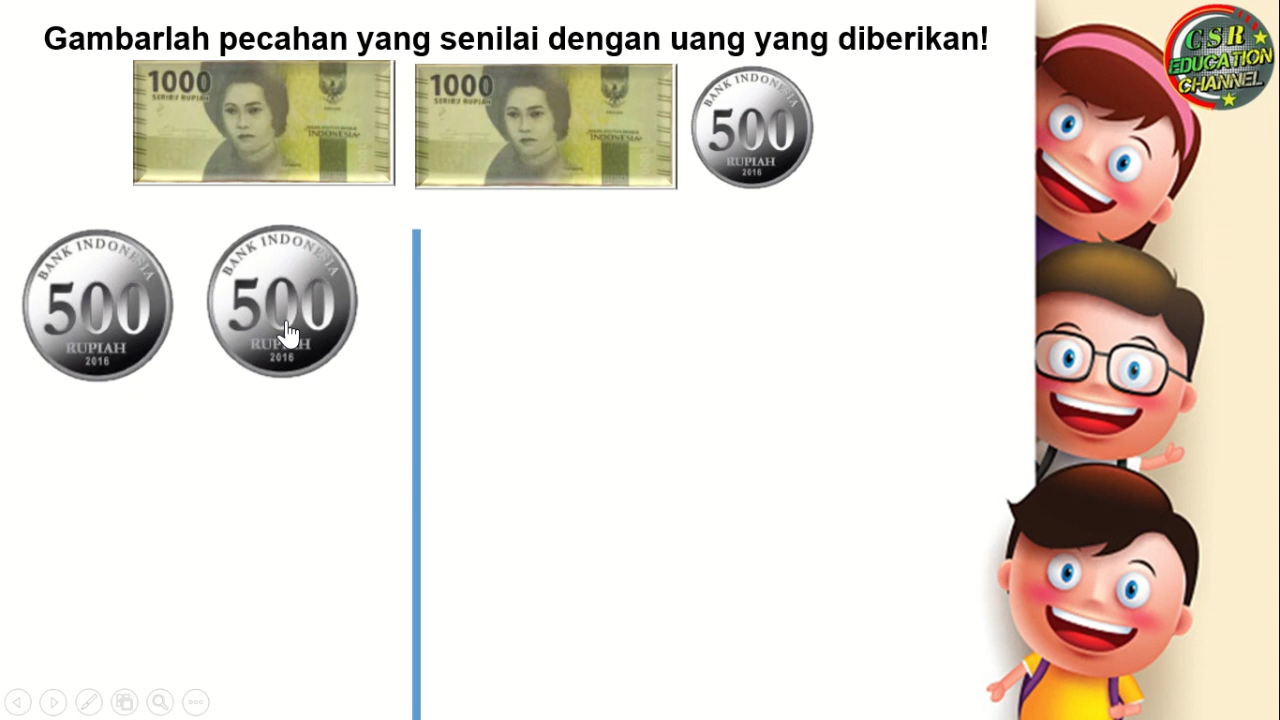 Gambarlah pecahan yang senilai dengan uang yang diberikan!
CSR
EDUCATION
CHANNEL
1000
SERIBU RUPIAH
INDONESIA
1000
SERIBU RUPIAH
INDONESIA
BANK INDONESIA
500
RUPIAH
2016
BANK INDONESIA
500
RUPIAH
2016
BANK INDONESIA
500
RUPIAH
2016